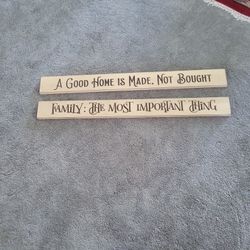 A Good Home is Made, Not Bought
Family: The most important Thing